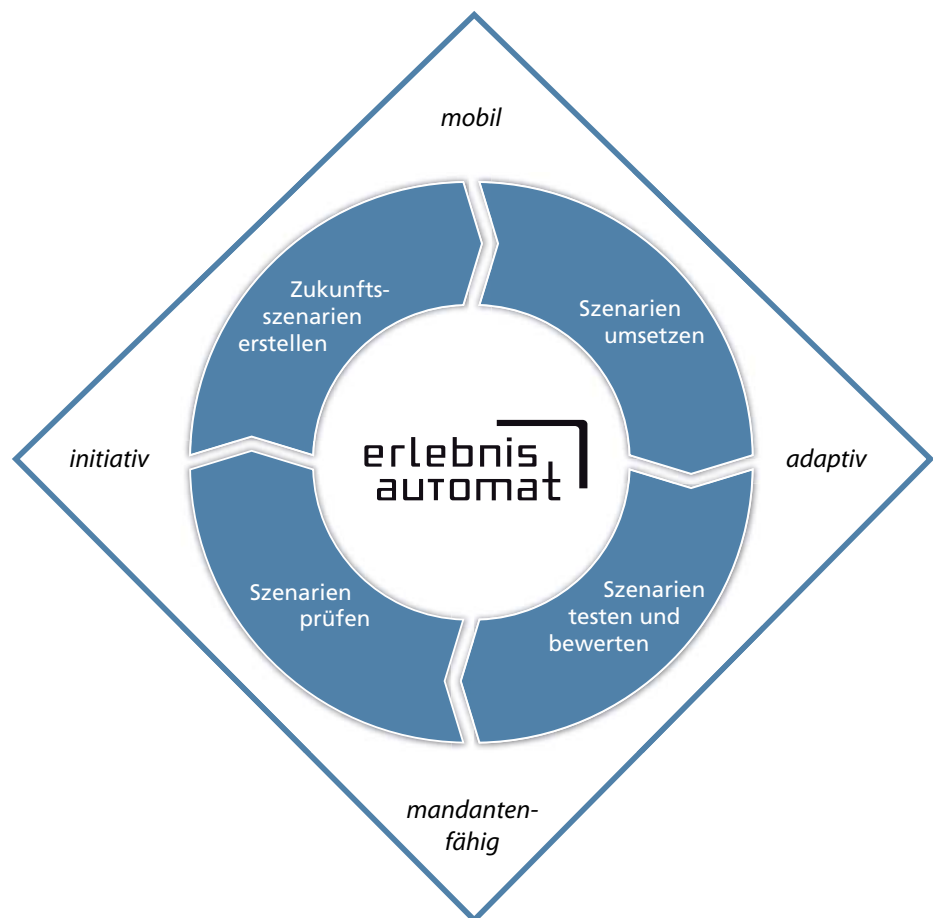 mobil
Zukunfts-
szenarien
erstellen
Szenarien
umsetzen
initiativ
erlebnis
automat
adaptiv
Szenarien
prüfen
Szenarien
testen und
bewerten
mandanten-
fähig